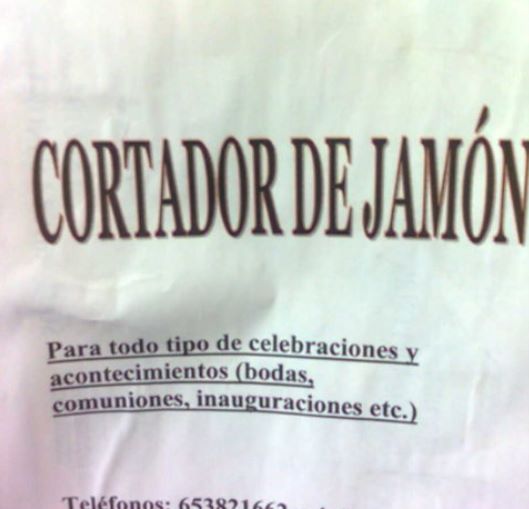 CORTADOR DE JAMÓN
Para todo tipo de celebraciones y
acontecimientos (bodas,
comuniones, inauguraciones etc.)
Teléfonos: